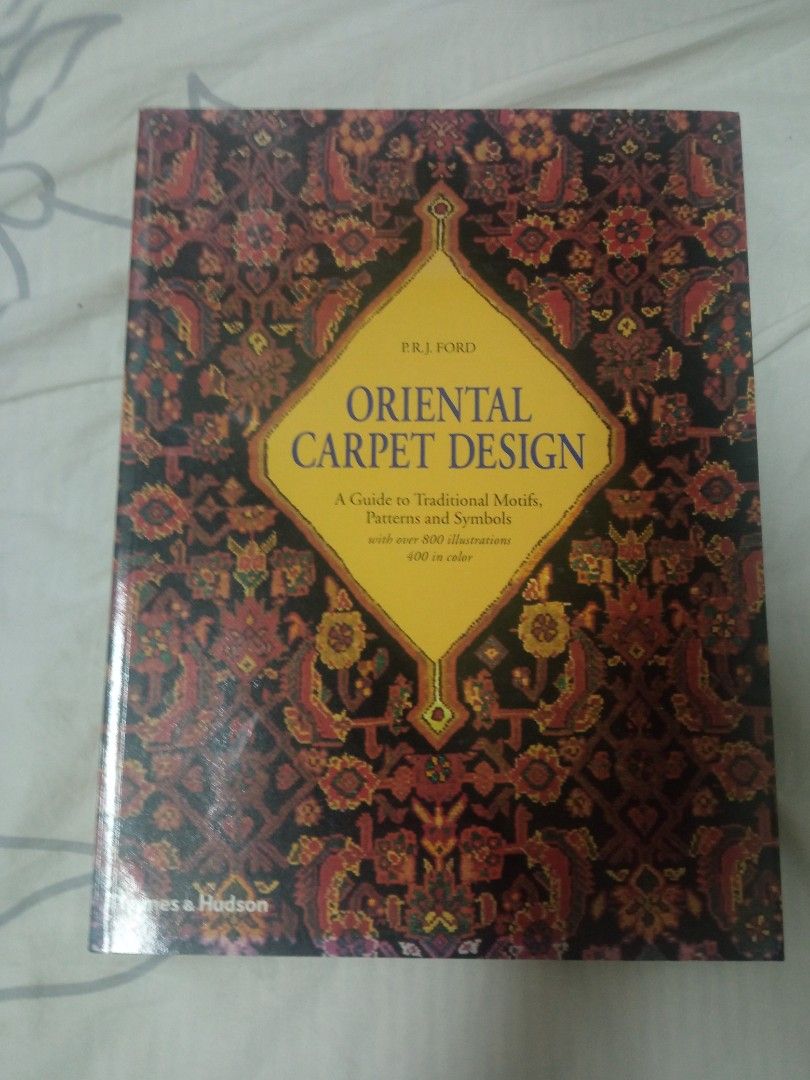 P.R.J. FORD
ORIENTAL
CARPET DESIGN
A Guide to Traditional Motifs,
Patterns and Symbols
with over 800 illustrations
400 in color
Thames & Hudson